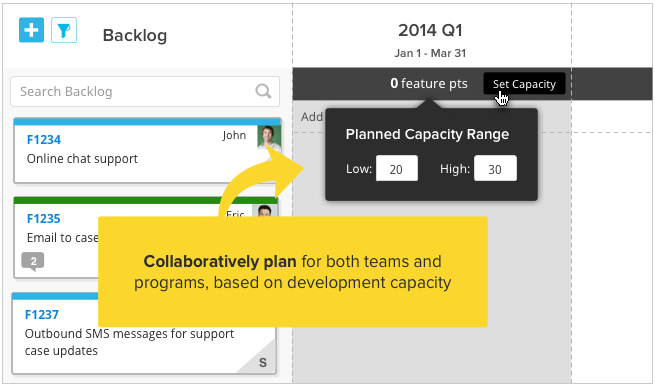 Backlog
2014 Q1
Jan 1 - Mar 31
0 feature pts
Set Capacity
Search Backlog
Add
Planned Capacity Range
Low: 20 High: 30
F1234
John
Online chat support
F1235
Eric
Email to case
2
Collaboratively plan for both teams and
programs, based on development capacity
F1237
Outbound SMS messages for support
case updates
S